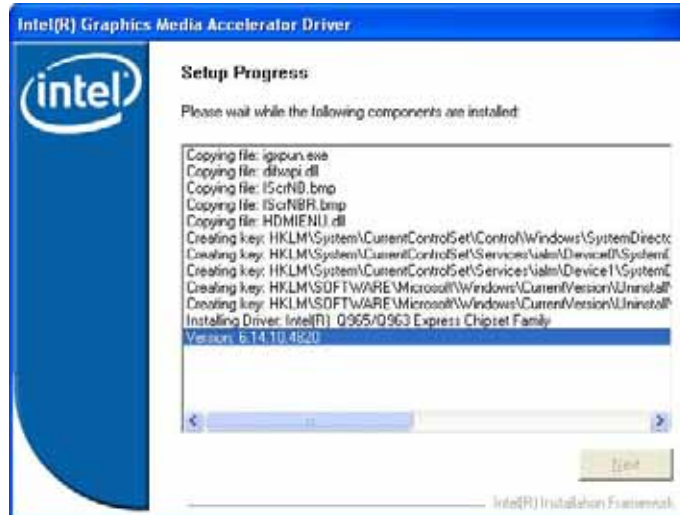 Intel(R) Graphics Media Accelerator Driver
intel
Setup Progress
Please wait while the following components are installed:
Copying file: igxpun.exe
Copying file: difxapi.dll
Copying file: IScrNB.bmp
Copying file: IScrNBR.bmp
Copying file: HDMIENU.dll
Creating key: HKLM\System\CurrentControlSet\Control\Windows\SystemDirecto
Creating key: HKLM\System\CurrentControlSet\Services\ialm\Device0\SystemD
Creating key: HKLM\System\CurrentControlSet\Services\ialm\Device1\SystemD
Creating key: HKLM\SOFTWARE\Microsoft\Windows\CurrentVersion\Uninstall\
Creating key: HKLM\SOFTWARE\Microsoft\Windows\CurrentVersion\Uninstall\
Installing Driver: Intel(R) Q965/Q963 Express Chipset Family
Version: 6.14.10.4820
Next
Intel(R) Installation Framework